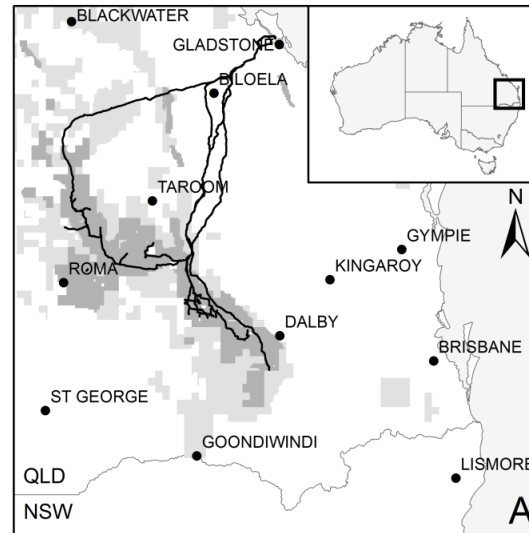 BLACKWATER
GLADSTONE
BILOELA
TAROOM
N
GYMPIE
ROMA
KINGAROY
DALBY
BRISBANE
ST GEORGE
GOONDIWINDI
LISMORE
QLD
NSW
A